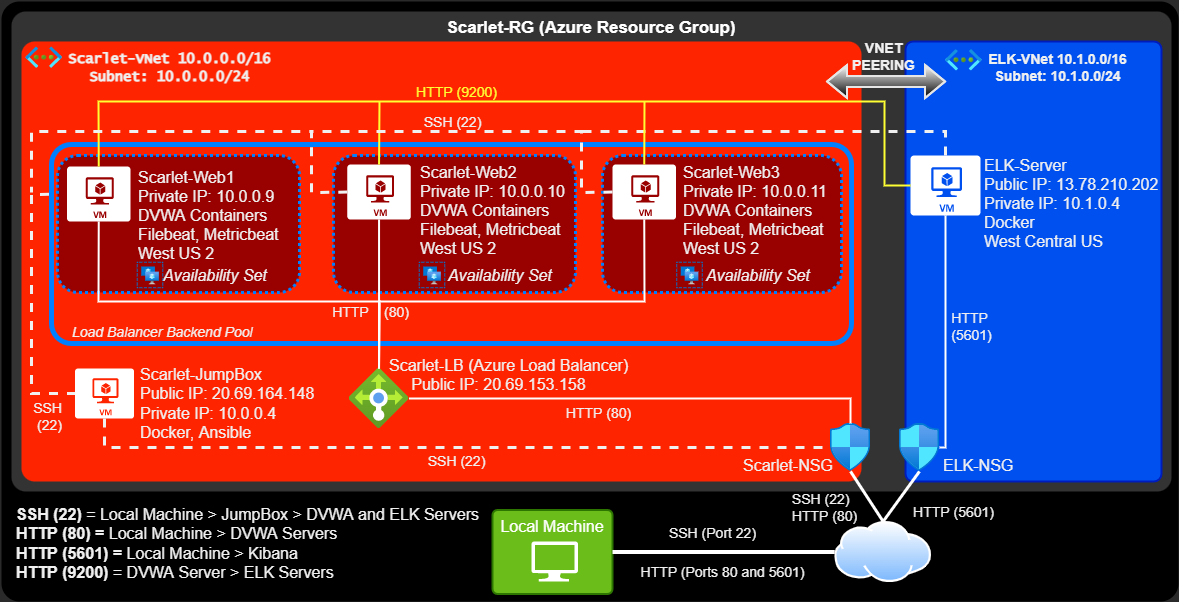 Scarlet-RG (Azure Resource Group)
Scarlet-VNet 10.0.0.0/16
Subnet: 10.0.0.0/24
VNET
PEERING
ELK-VNet 10.1.0.0/16
Subnet: 10.1.0.0/24
HTTP (9200)
SSH (22)
Scarlet-Web1
Private IP: 10.0.0.9
DVWA Containers
Filebeat, Metricbeat
West US 2
Availability Set
VM
Scarlet-Web2
Private IP: 10.0.0.10
DVWA Containers
Filebeat, Metricbeat
West US 2
Availability Set
VM
Scarlet-Web3
Private IP: 10.0.0.11
DVWA Containers
Filebeat, Metricbeat
West US 2
Availability Set
VM
ELK-Server
Public IP: 13.78.210.202
Private IP: 10.1.0.4
Docker
West Central US
VM
HTTP (80)
Load Balancer Backend Pool
HTTP
(5601)
Scarlet-JumpBox
Public IP: 20.69.164.148
Private IP: 10.0.0.4
Docker, Ansible
VM
SSH
(22)
Scarlet-LB (Azure Load Balancer)
Public IP: 20.69.153.158
HTTP (80)
SSH (22)
Scarlet-NSG
ELK-NSG
SSH (22)
HTTP (80)
HTTP (5601)
SSH (22) = Local Machine > JumpBox > DVWA and ELK Servers
HTTP (80) = Local Machine > DVWA Servers
HTTP (5601) = Local Machine > Kibana
HTTP (9200) = DVWA Server > ELK Servers
Local Machine
SSH (Port 22)
HTTP (Ports 80 and 5601)